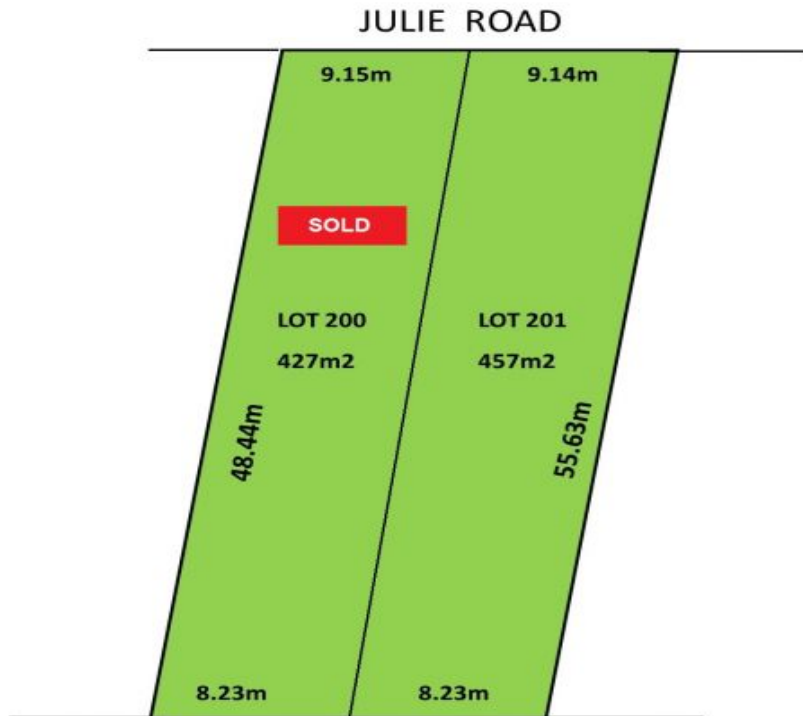 JULIE ROAD
9.15m
9.14m
SOLD
LOT 200
427m2
LOT 201
457m2
48.44m
55.63m
8.23m
8.23m